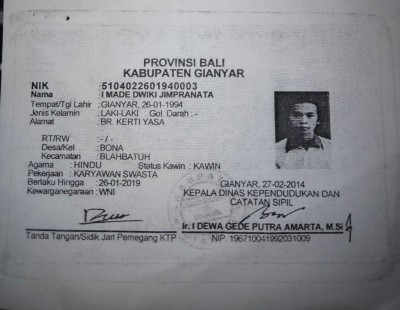 PROVINSI BALI
KABUPATEN GIANYAR
NIK : 5104022601940003
Nama : I MADE DWIKI JIMPRANATA
Tempat/Tgl Lahir : GIANYAR, 26-01-1994
Jenis Kelamin : LAKI-LAKI Gol. Darah : -
Alamat : BR. KERTI YASA
RT/RW : - / -
Desa/Kel : BONA
Kecamatan : BLAHBATUH
Agama : HINDU Status Kawin : KAWIN
Pekerjaan : KARYAWAN SWASTA
Berlaku Hingga : 26-01-2019
Kewarganegaraan : WNI
GIANYAR, 27-02-2014
KEPALA DINAS KEPENDUDUKAN DAN
CATATAN SIPIL
Ir. I DEWA GEDE PUTRA AMARTA, M.Si
NIP. 196710041992031009
Tanda Tangan/Sidik Jari Pemegang KTP